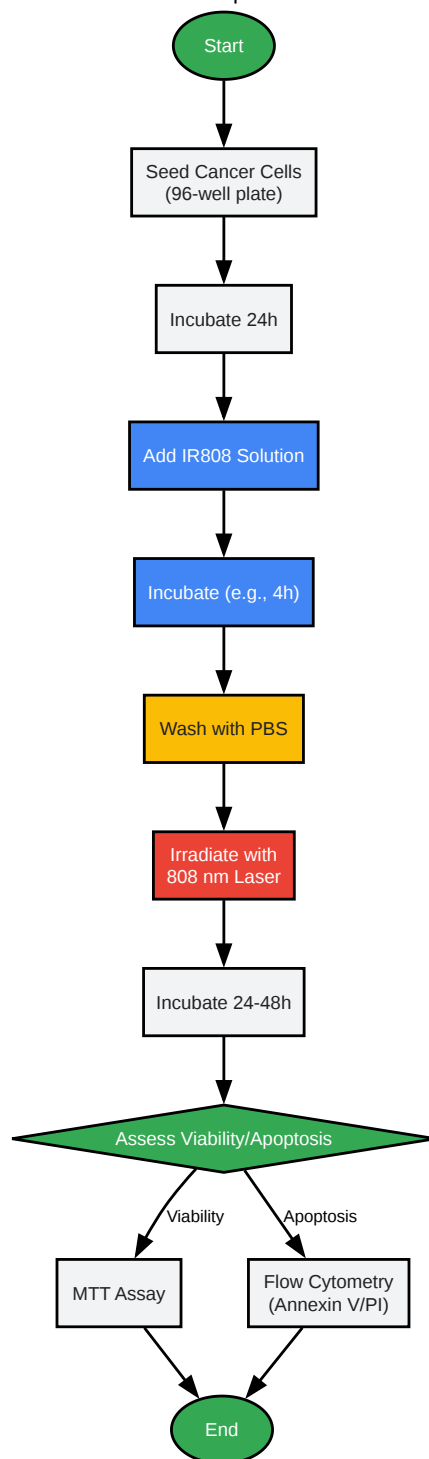 Start
Seed Cancer Cells
(96-well plate)
Incubate 24h
Add IR808 Solution
Incubate (e.g., 4h)
Wash with PBS
Irradiate with
808 nm Laser
Incubate 24-48h
Assess Viability/Apoptosis
Viability
Apoptosis
MTT Assay
Flow Cytometry
(Annexin V/PI)
End